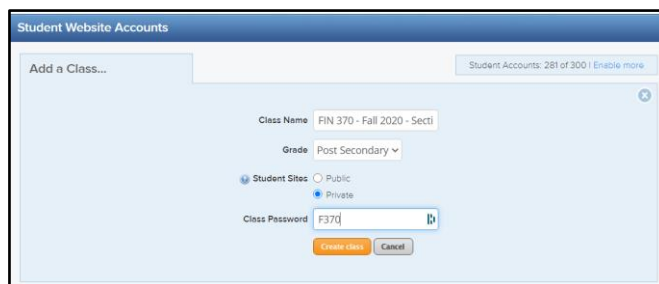 Student Website Accounts
Add a Class...
Student Accounts: 281 of 300 | Enable more
Class Name FIN 370 - Fall 2020 - Secti
Grade Post Secondary
Student Sites Public
Private
Class Password F370
Create class Cancel